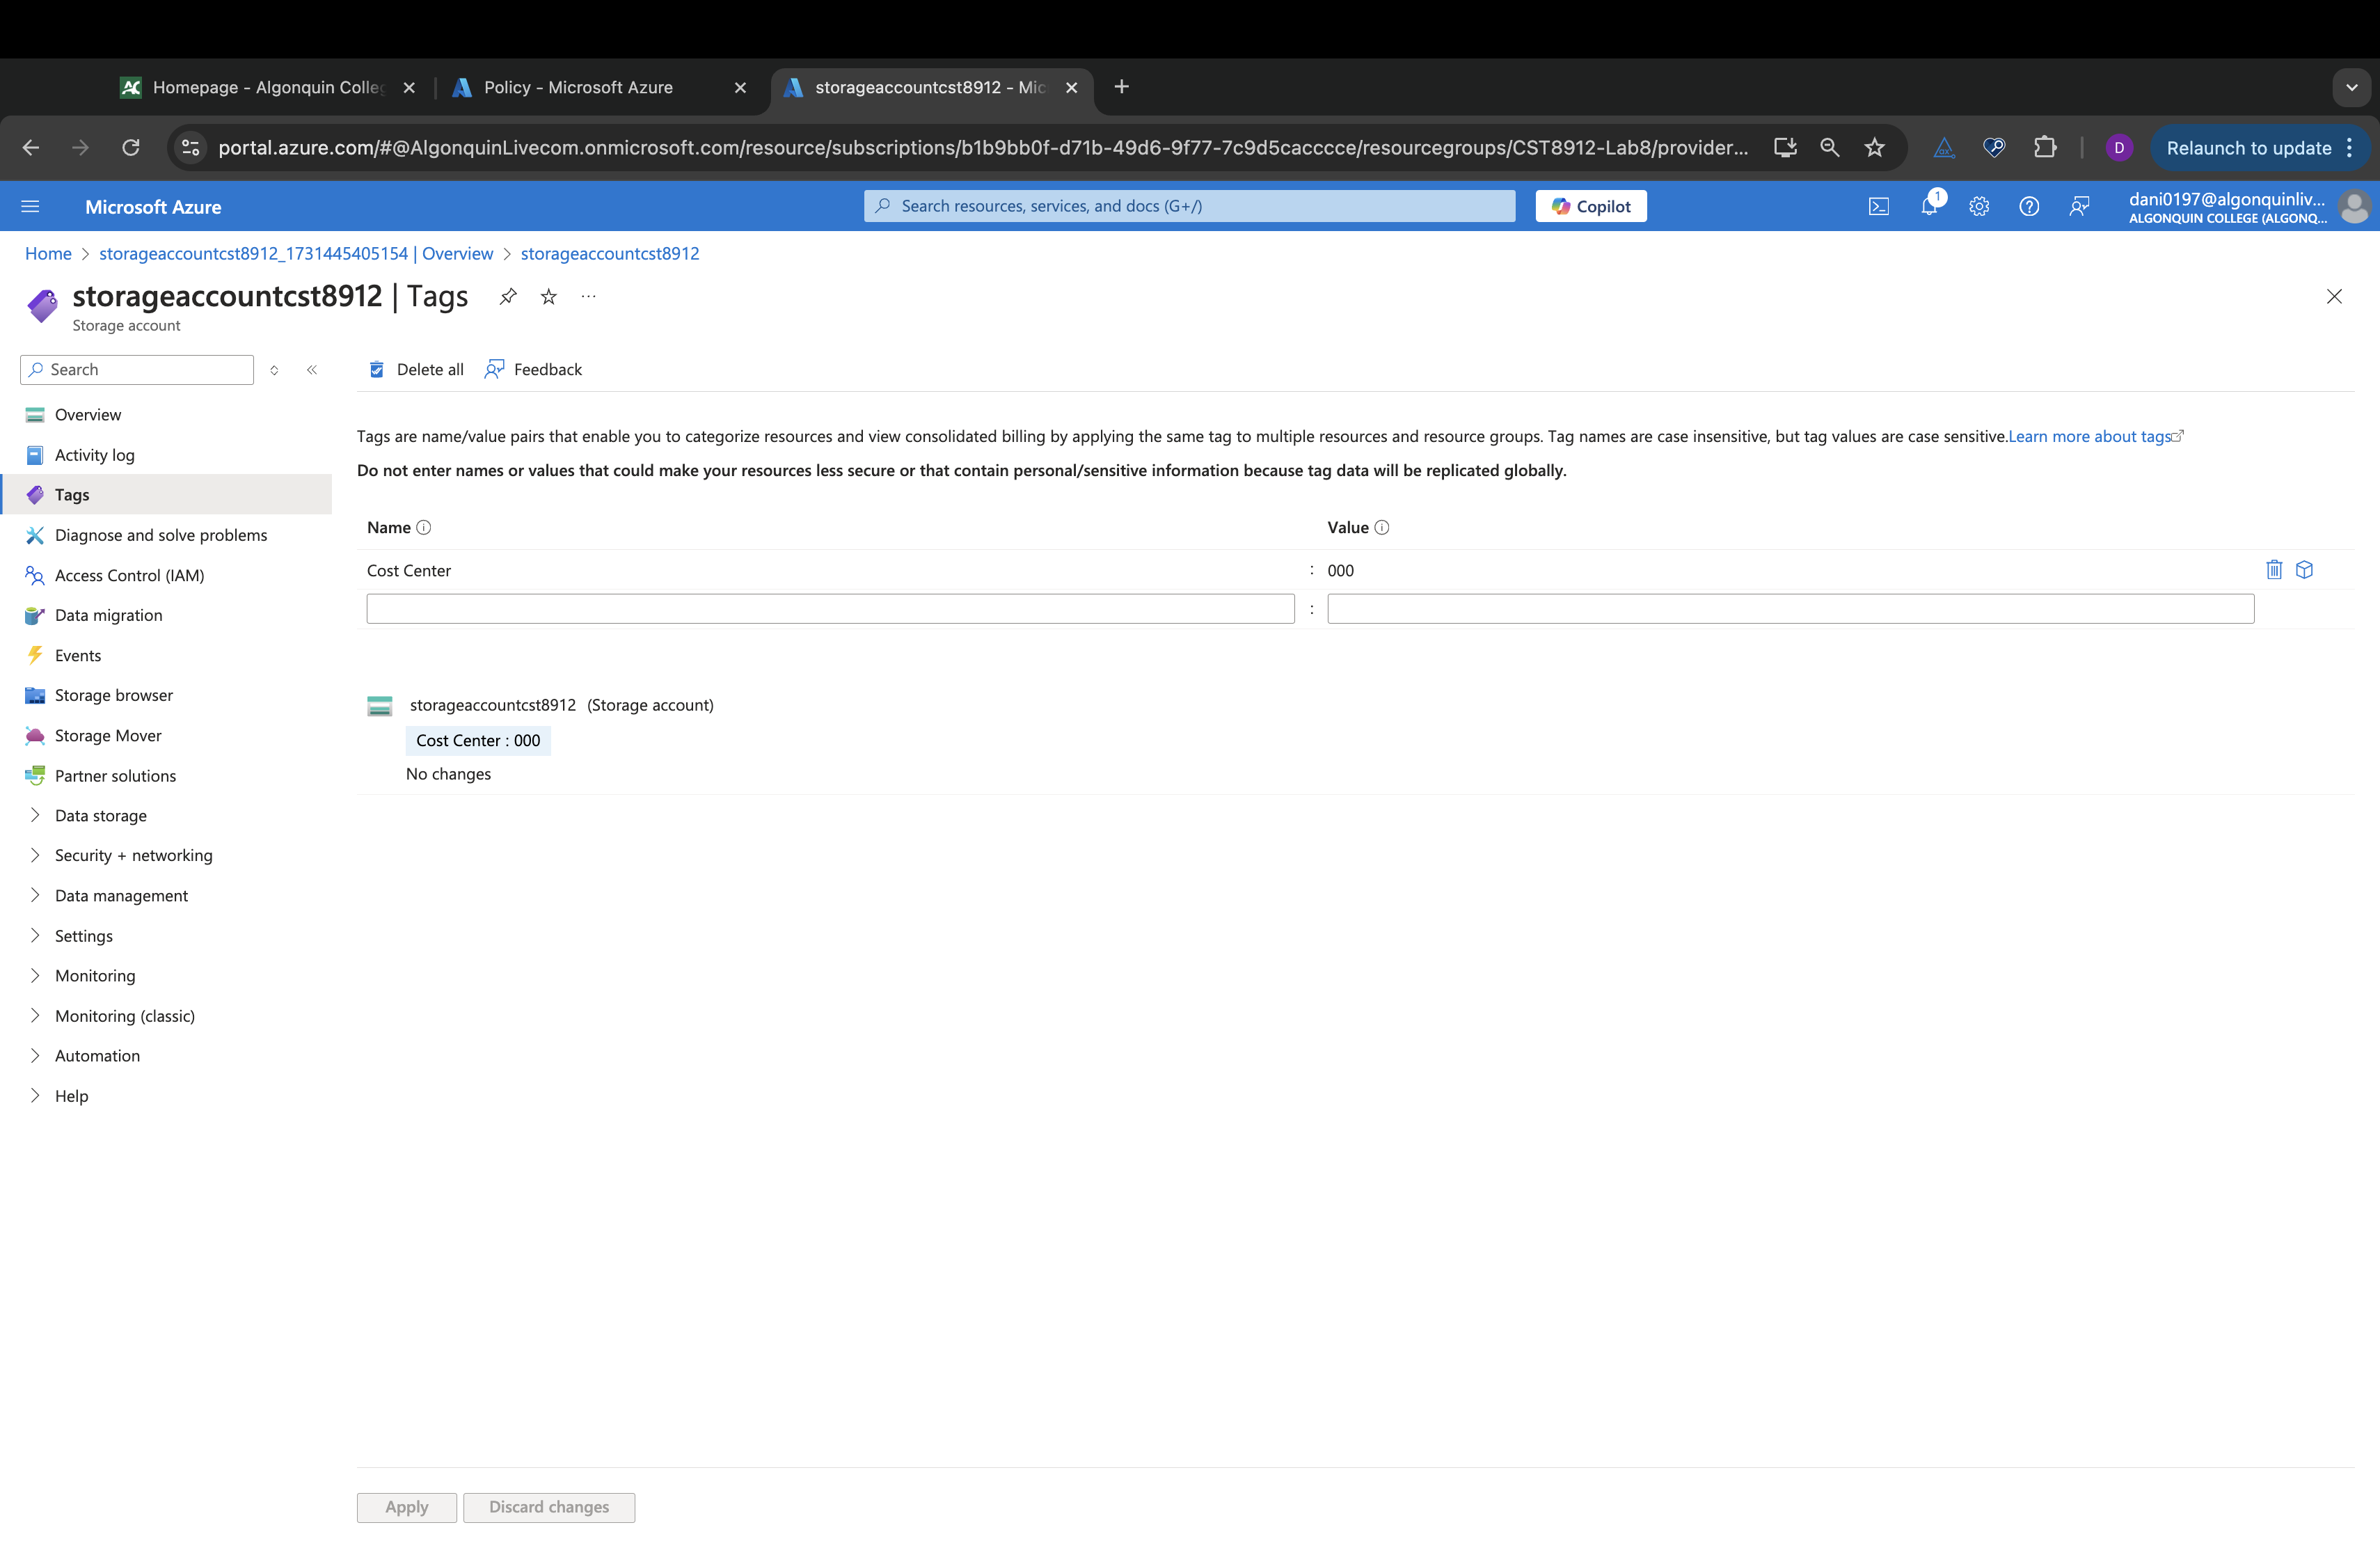 Homepage - Algonquin Colleg
Policy - Microsoft Azure
storageaccountcst8912 - Mic
portal.azure.com/#@AlgonquinLivecom.onmicrosoft.com/resource/subscriptions/b1b9bb0f-d71b-49d6-9f77-7c9d5cacccce/resourcegroups/CST8912-Lab8/provider...
D
Relaunch to update
Microsoft Azure
Search resources, services, and docs (G+/)
Copilot
1
dani0197@algonquinliv...
ALGONQUIN COLLEGE (ALGONQ...
Home > storageaccountcst8912_1731445405154 | Overview > storageaccountcst8912
storageaccountcst8912 | Tags
Storage account
Search
Delete all
Feedback
Overview
Activity log
Tags
Diagnose and solve problems
Access Control (IAM)
Data migration
Events
Storage browser
Storage Mover
Partner solutions
Data storage
Security + networking
Data management
Settings
Monitoring
Monitoring (classic)
Automation
Help
Tags are name/value pairs that enable you to categorize resources and view consolidated billing by applying the same tag to multiple resources and resource groups. Tag names are case insensitive, but tag values are case sensitive.Learn more about tags
Do not enter names or values that could make your resources less secure or that contain personal/sensitive information because tag data will be replicated globally.
Name Value
Cost Center : 000
:
storageaccountcst8912 (Storage account)
Cost Center : 000
No changes
Apply
Discard changes